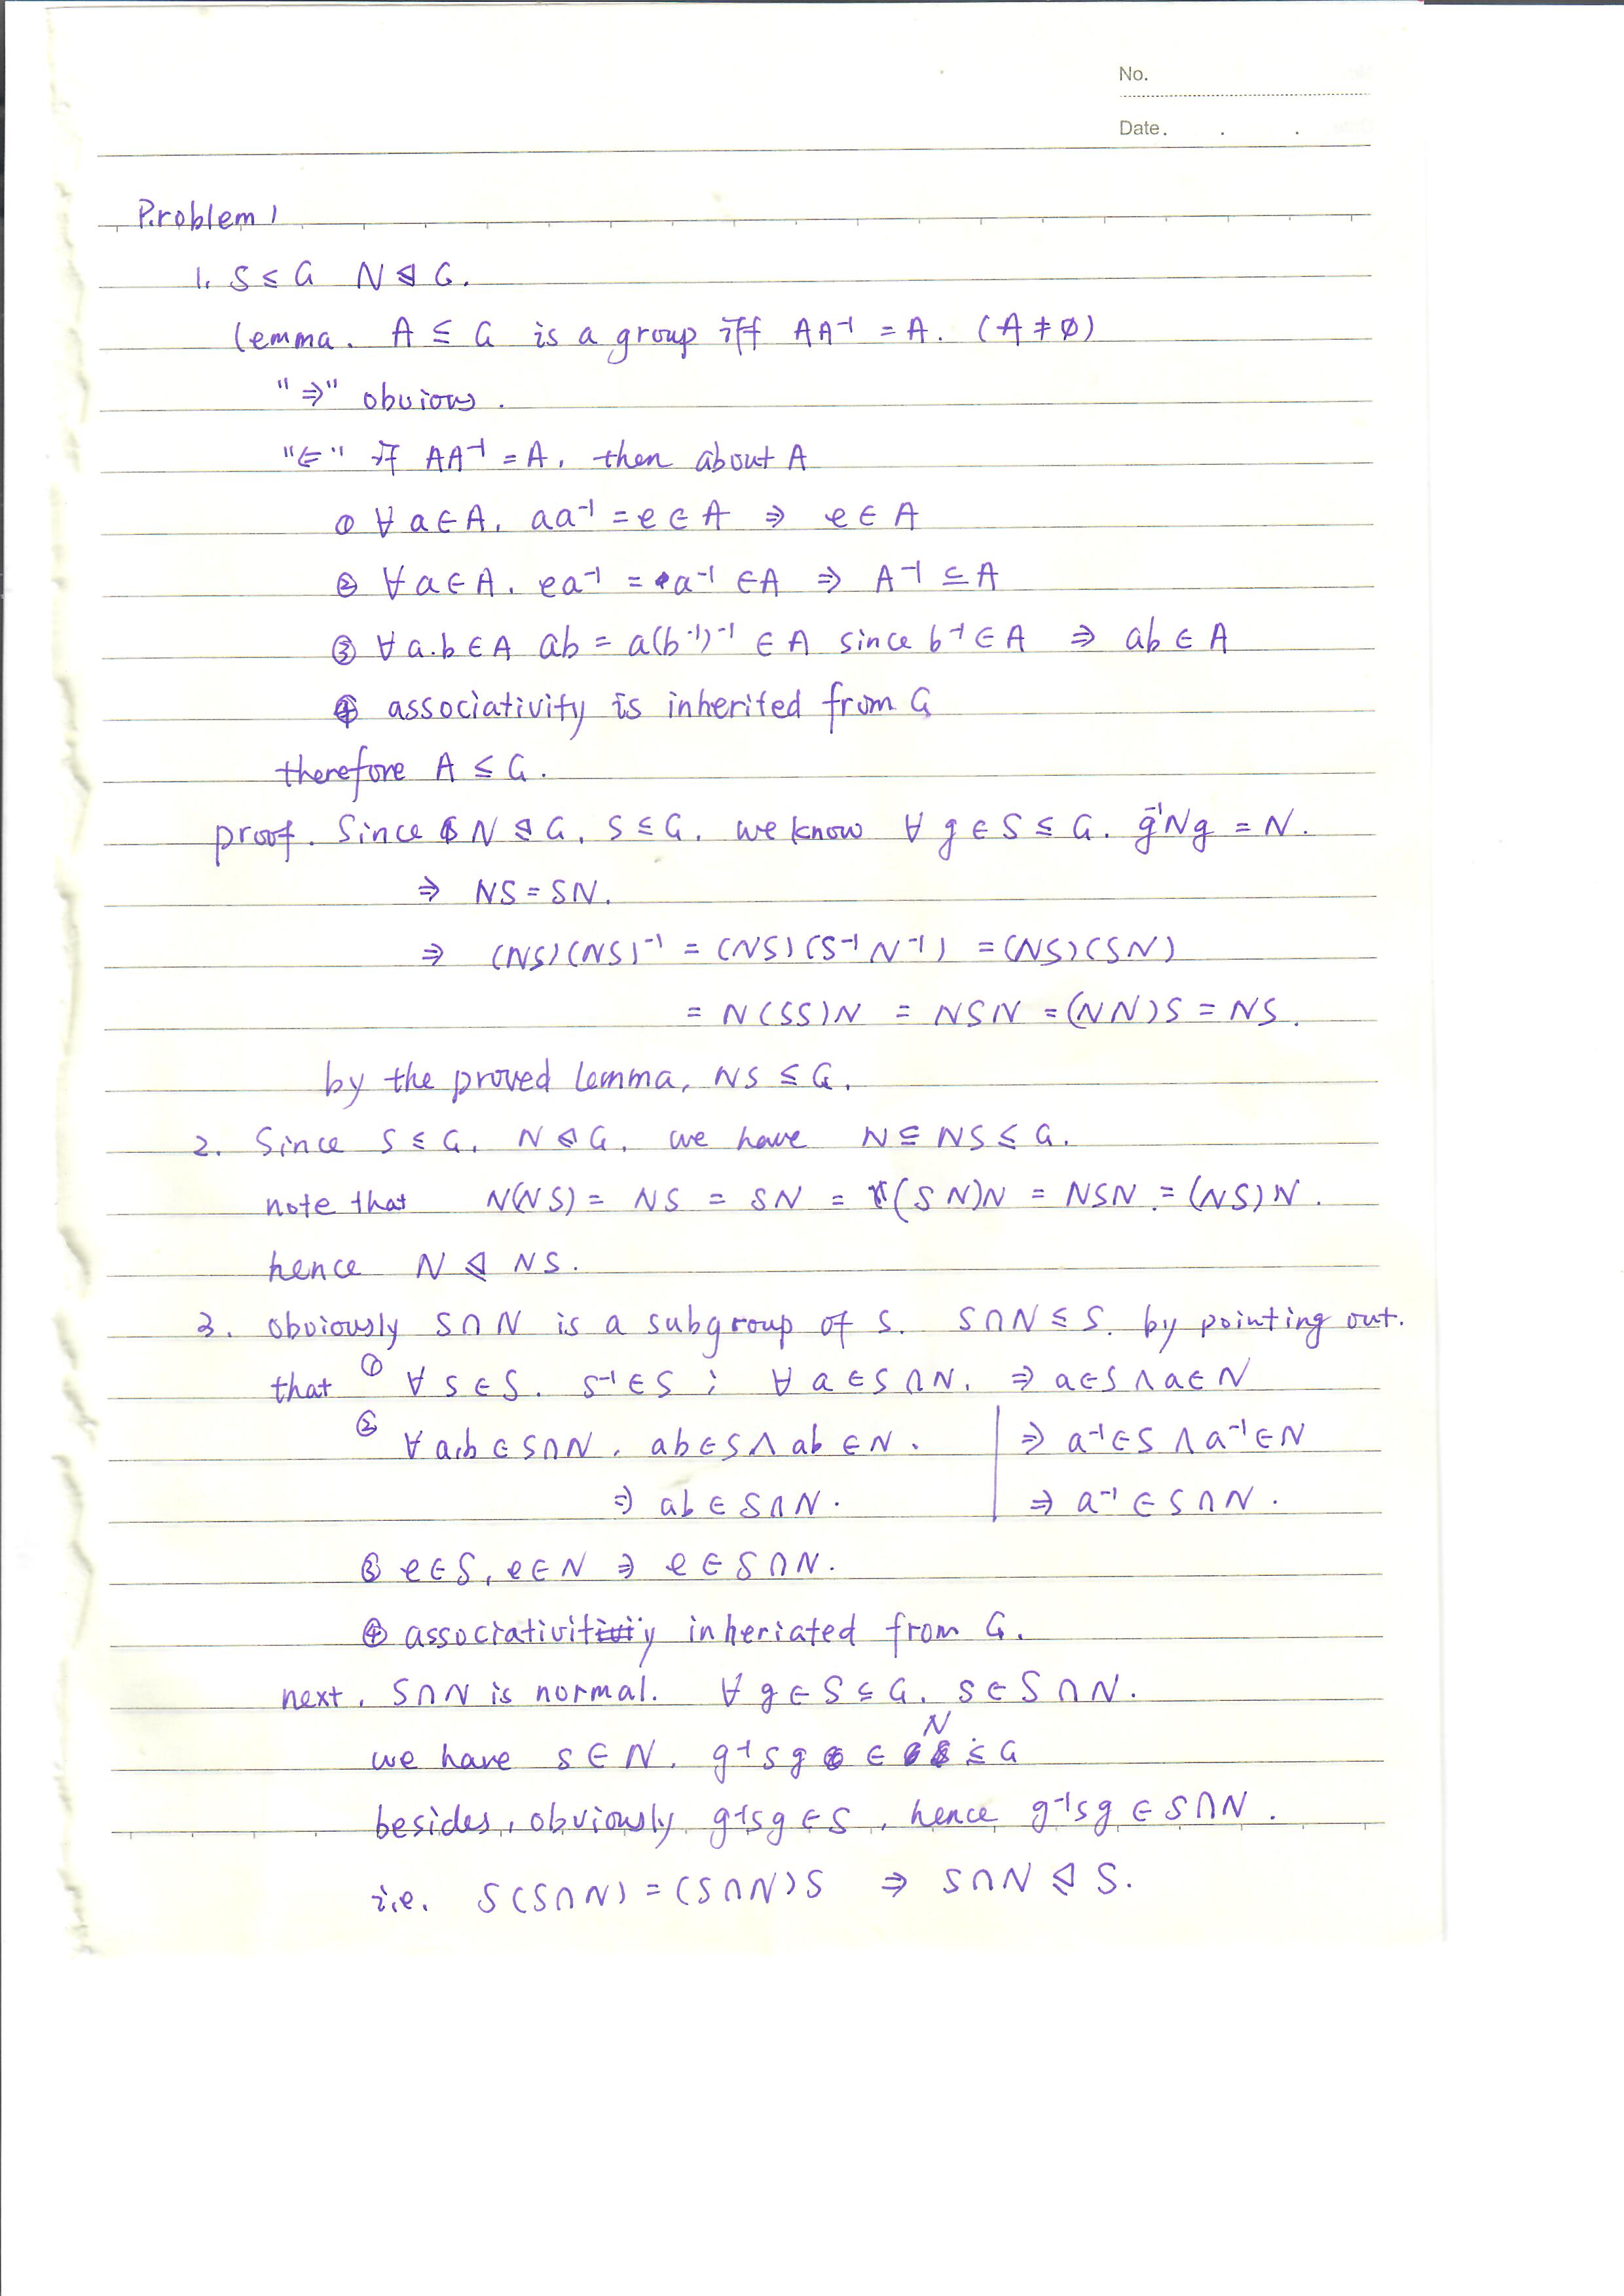 No.
Date. . .
Problem 1
1. S ≤ G N ⊴ G.
lemma. A ⊆ G is a group iff AA⁻¹ = A. (A ≠ ∅)
"⇒" obvious.
"⇐" if AA⁻¹ = A, then about A
① ∀ a∈A, aa⁻¹ = e ∈ A ⇒ e ∈ A
② ∀ a∈A, ea⁻¹ = a⁻¹ ∈ A ⇒ A⁻¹ ⊆ A
③ ∀ a.b ∈ A ab = a(b⁻¹)⁻¹ ∈ A since b⁻¹ ∈ A ⇒ ab ∈ A
④ associativity is inherited from G
therefore A ≤ G.
proof. Since N ⊴ G, S ≤ G, we know ∀ g ∈ S ≤ G. g⁻¹Ng = N.
⇒ NS = SN.
⇒ (NS)(NS)⁻¹ = (NS)(S⁻¹N⁻¹) = (NS)(SN)
= N(SS)N = NSN = (NN)S = NS.
by the proved lemma, NS ≤ G.
2. Since S ≤ G, N ⊴ G, we have N ⊆ NS ≤ G.
note that N(NS) = NS = SN = (SN)N = NSN = (NS)N.
hence N ⊴ NS.
3. obviously S∩N is a subgroup of S. S∩N ≤ S. by pointing out.
that ① ∀ s∈S. s⁻¹∈S ; ∀ a∈S∩N, ⇒ a∈S ∧ a∈N
② ∀ a,b ∈ S∩N, ab∈S ∧ ab ∈ N. ⇒ a⁻¹∈S ∧ a⁻¹∈N
⇒ ab ∈ S∩N. ⇒ a⁻¹ ∈ S∩N.
③ e∈S, e∈N ⇒ e ∈ S∩N.
④ associativity inheriated from G.
next, S∩N is normal. ∀ g ∈ S ≤ G, s∈S∩N.
we have s∈N, g⁻¹sg ∈ N ≤ G
besides, obviously g⁻¹sg ∈ S, hence g⁻¹sg ∈ S∩N.
i.e. S(S∩N) = (S∩N)S ⇒ S∩N ⊴ S.